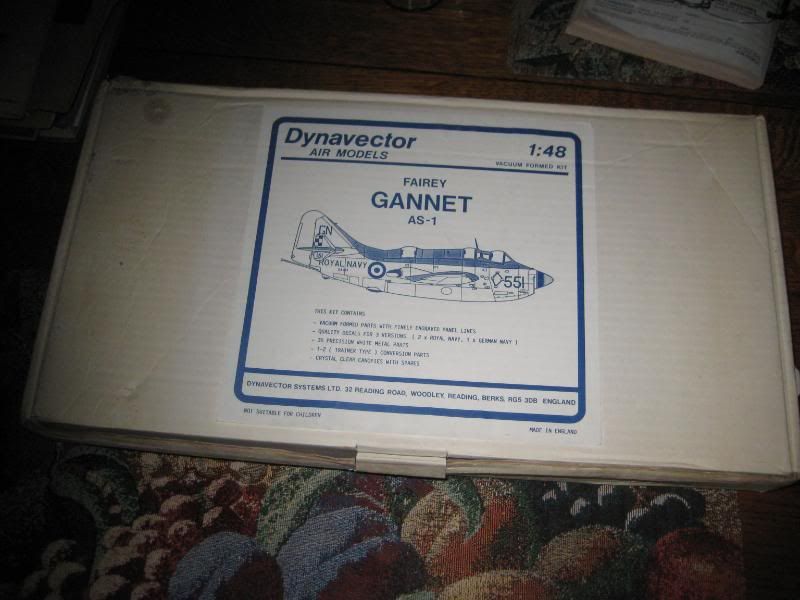 Dynavector
AIR MODELS
1:48
VACUUM FORMED KIT
FAIREY
GANNET
AS-1
GN
ROYAL NAVY
551
THIS KIT CONTAINS
- VACUUM FORMED PARTS WITH FINELY ENGRAVED PANEL LINES
- QUALITY DECALS FOR 3 VERSIONS. ( 2 x ROYAL NAVY, 1 x GERMAN NAVY )
- 35 PRECISION WHITE METAL PARTS
- T-2 ( TRAINER TYPE ) CONVERSION PARTS
- CRYSTAL CLEAR CANOPIES WITH SPARES
DYNAVECTOR SYSTEMS LTD. 32 READING ROAD, WOODLEY, READING, BERKS, RG5 3DB ENGLAND
NOT SUITABLE FOR CHILDREN
MADE IN ENGLAND